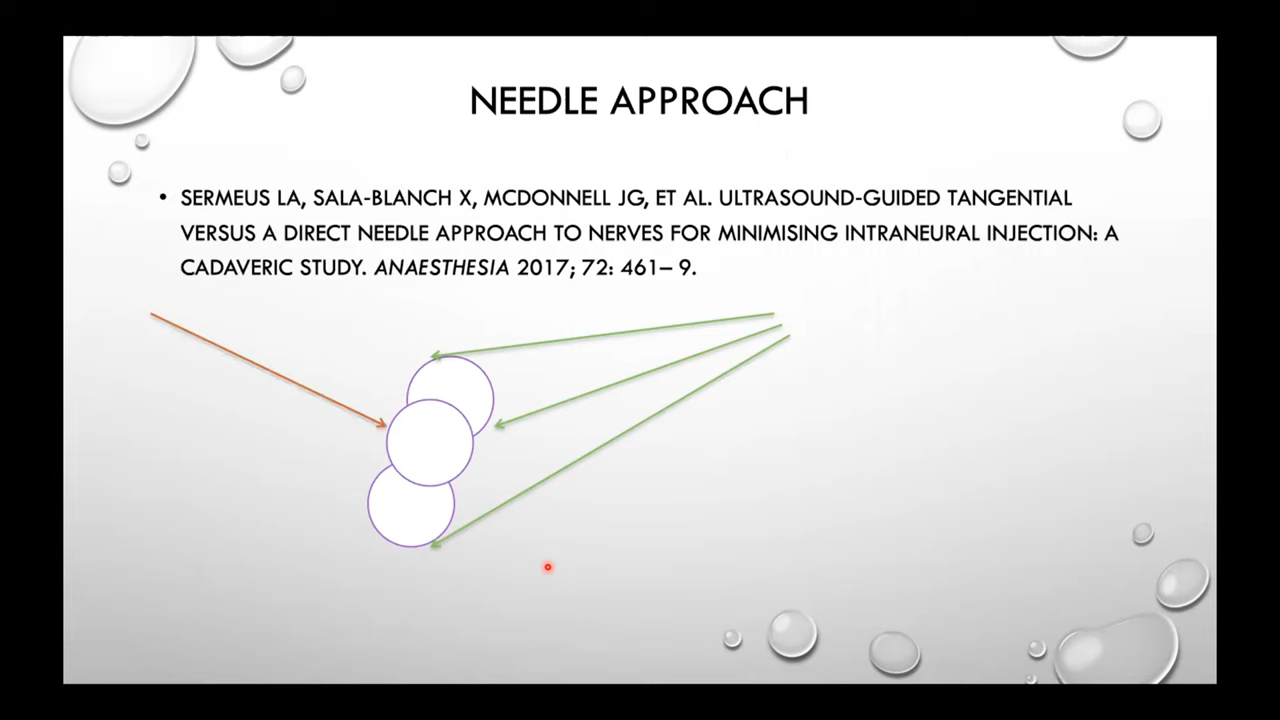 NEEDLE APPROACH
• SERMEUS LA, SALA-BLANCH X, MCDONNELL JG, ET AL. ULTRASOUND-GUIDED TANGENTIAL
VERSUS A DIRECT NEEDLE APPROACH TO NERVES FOR MINIMISING INTRANEURAL INJECTION: A
CADAVERIC STUDY. ANAESTHESIA 2017; 72: 461– 9.